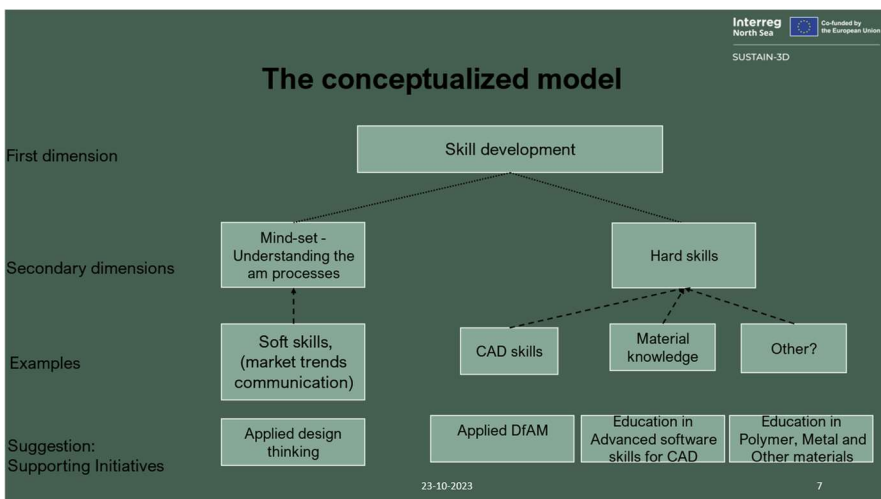 Interreg
North Sea
Co-funded by
the European Union
SUSTAIN-3D
The conceptualized model
First dimension
Skill development
Secondary dimensions
Mind-set -
Understanding the
am processes
Hard skills
Examples
Soft skills,
(market trends
communication)
CAD skills
Material
knowledge
Other?
Suggestion:
Supporting Initiatives
Applied design
thinking
Applied DfAM
Education in
Advanced software
skills for CAD
Education in
Polymer, Metal and
Other materials
23-10-2023
7